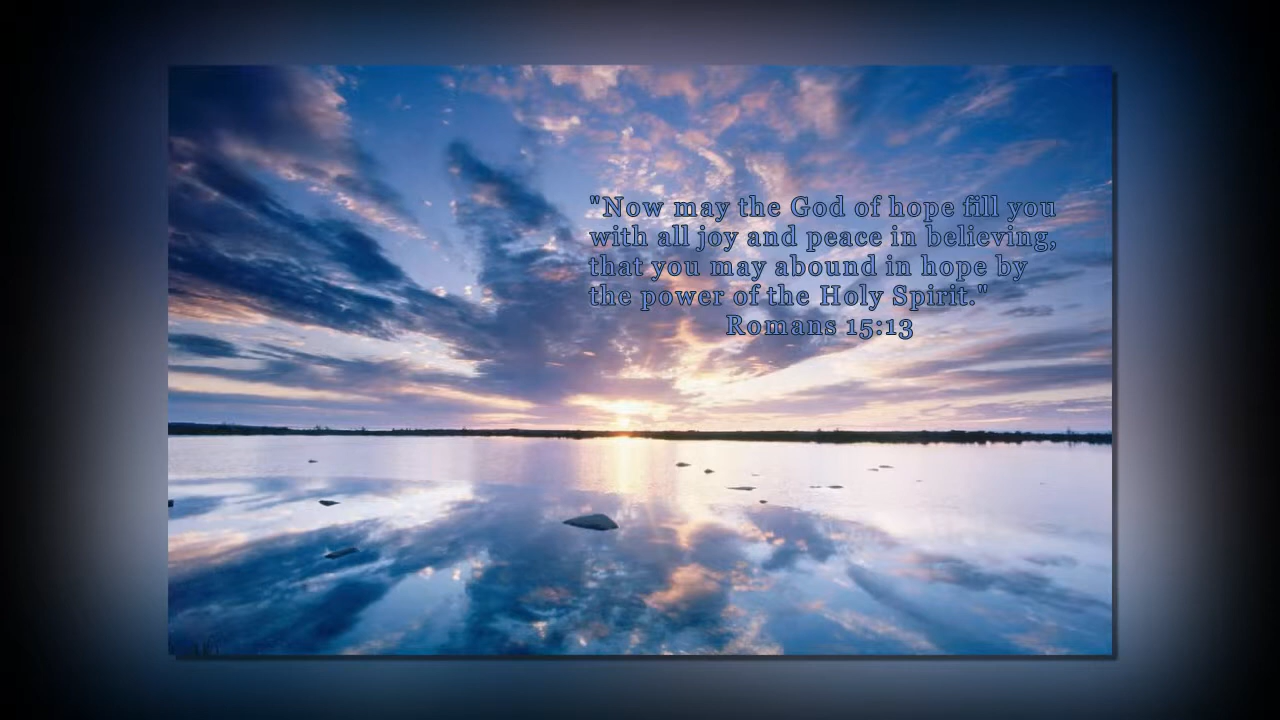 "Now may the God of hope fill you
with all joy and peace in believing,
that you may abound in hope by
the power of the Holy Spirit."
Romans 15:13